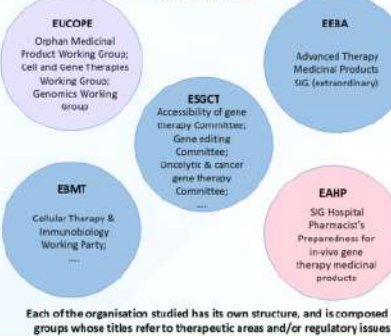 EUCOPE
Orphan Medicinal
Product Working Group;
Cell and Gene Therapies
Working Group;
Genomics Working
Group
EEBA
Advanced Therapy
Medicinal Products
SIG (extraordinary)
ESGCT
Accessibility of gene
therapy Committee;
Gene editing
Committee;
Oncolytic & cancer
gene therapy
Committee;
....
EBMT
Cellular Therapy &
Immunobiology
Working Party;
....
EAHP
SIG Hospital
Pharmacist's
Preparedness for
in-vivo gene
therapy medicinal
products
Each of the organisation studied has its own structure, and is composed
groups whose titles refer to therapeutic areas and/or regulatory issues